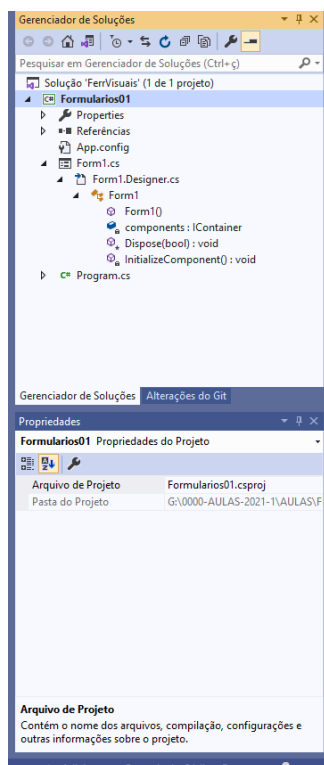 Gerenciador de Soluções
Pesquisar em Gerenciador de Soluções (Ctrl+ç)
Solução 'FerrVisuais' (1 de 1 projeto)
C# Formularios01
Properties
Referências
App.config
Form1.cs
Form1.Designer.cs
Form1
Form1()
components : IContainer
Dispose(bool) : void
InitializeComponent() : void
C# Program.cs
Gerenciador de Soluções Alterações do Git
Propriedades
Formularios01 Propriedades do Projeto
Arquivo de Projeto Formularios01.csproj
Pasta do Projeto G:\0000-AULAS-2021-1\AULAS\F
Arquivo de Projeto
Contém o nome dos arquivos, compilação, configurações e
outras informações sobre o projeto.